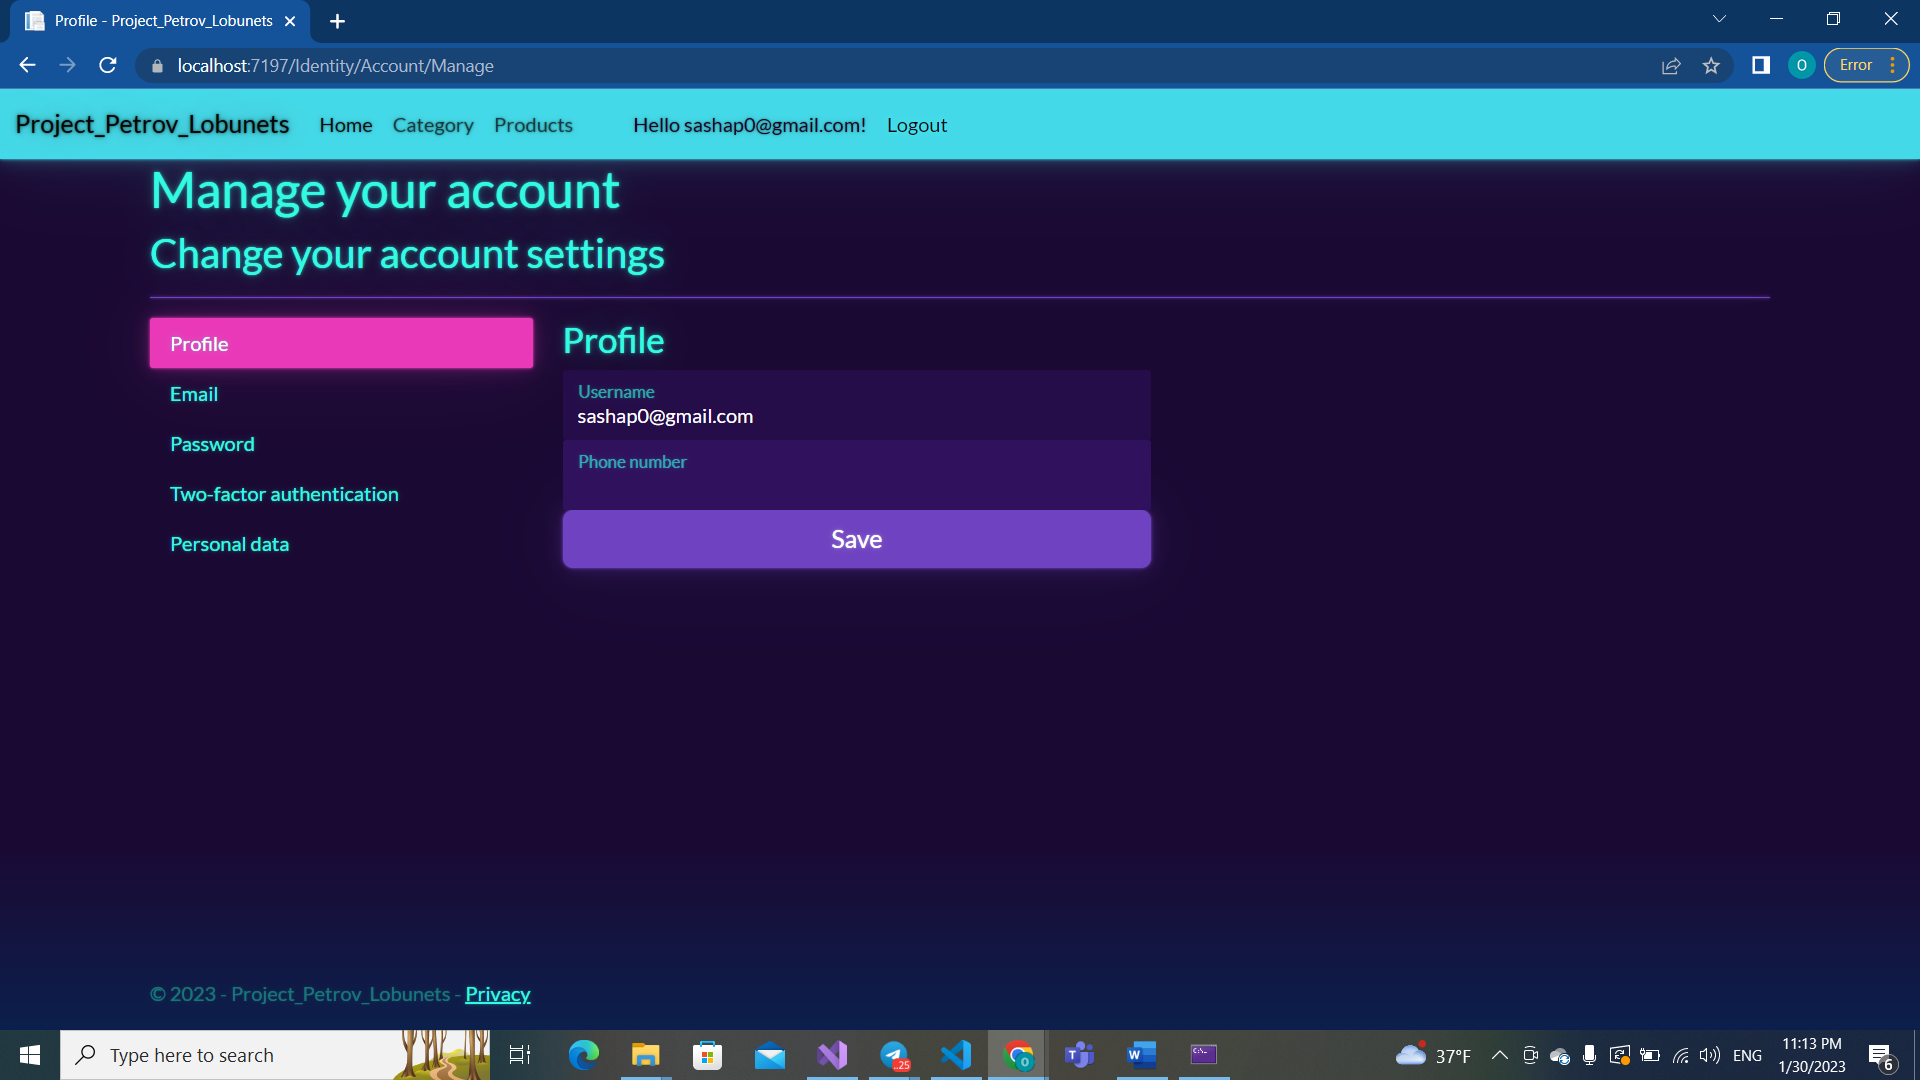 Profile - Project_Petrov_Lobunets
localhost:7197/Identity/Account/Manage
O
Error
Project_Petrov_Lobunets Home Category Products Hello sashap0@gmail.com! Logout
Manage your account
Change your account settings
Profile
Email
Password
Two-factor authentication
Personal data
Profile
Username
sashap0@gmail.com
Phone number
Save
© 2023 - Project_Petrov_Lobunets - Privacy
Type here to search
..25
37°F
ENG
11:13 PM
1/30/2023
6